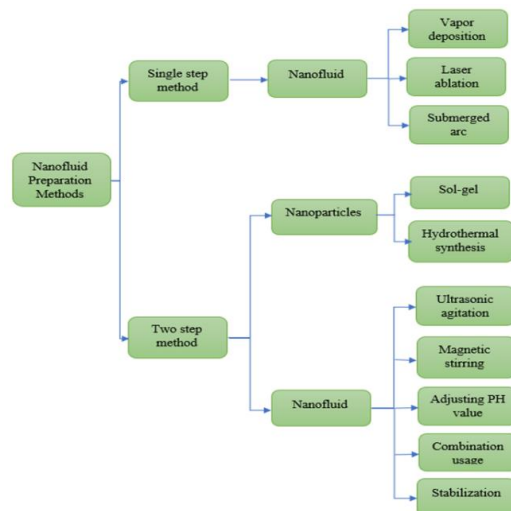 Vapor
deposition
Single step
method
Nanofluid
Laser
ablation
Submerged
arc
Nanofluid
Preparation
Methods
Nanoparticles
Sol-gel
Hydrothermal
synthesis
Two step
method
Nanofluid
Ultrasonic
agitation
Magnetic
stirring
Adjusting PH
value
Combination
usage
Stabilization